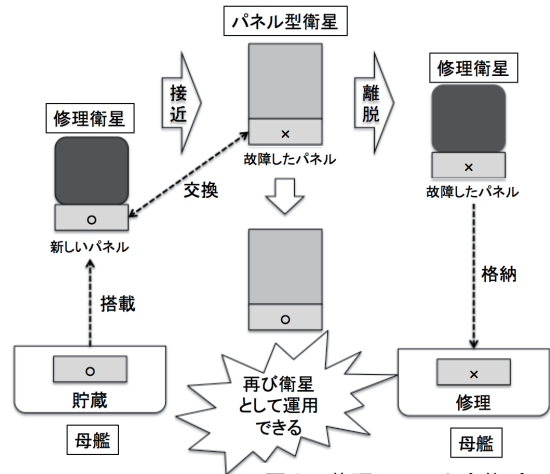 パネル型衛星
修理衛星
接近
離脱
修理衛星
×
故障したパネル
交換
○
新しいパネル
×
故障したパネル
搭載
○
格納
○
貯蔵
母艦
再び衛星
として運用
できる
×
修理
母艦